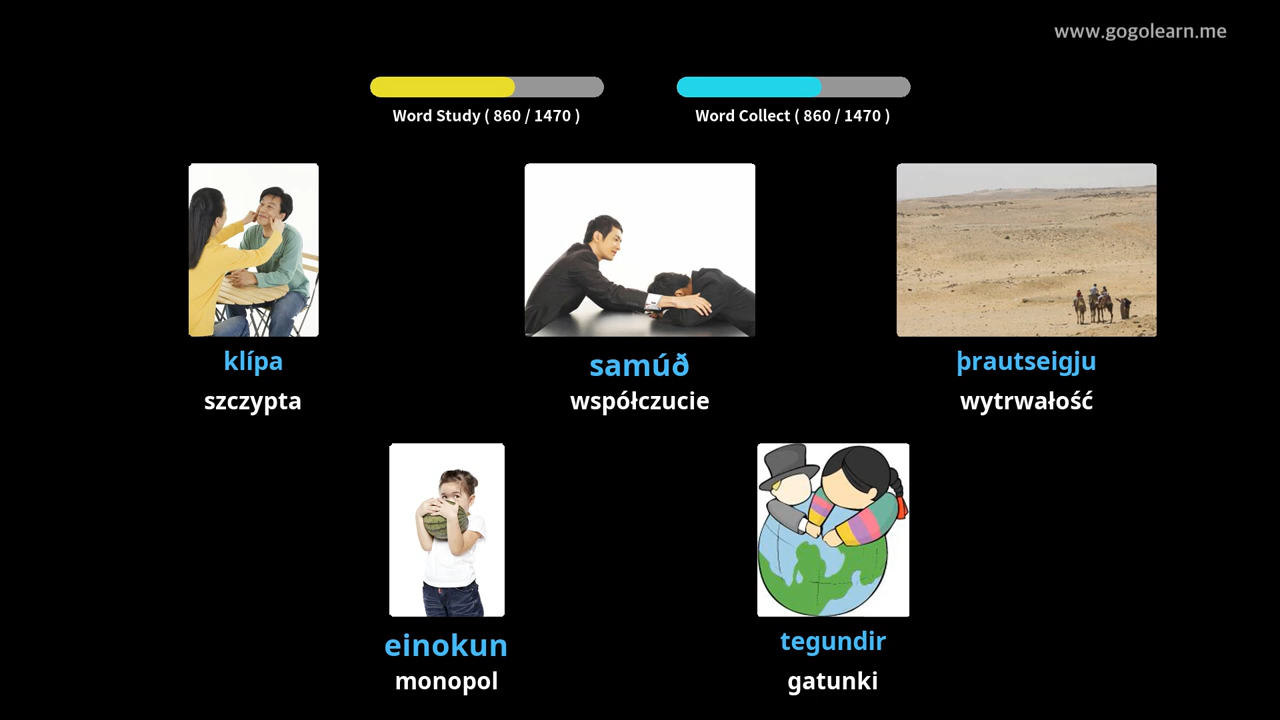 www.gogolearn.me
Word Study ( 860 / 1470 )
Word Collect ( 860 / 1470 )
klípa
szczypta
samúð
współczucie
þrautseigju
wytrwałość
einokun
monopol
tegundir
gatunki